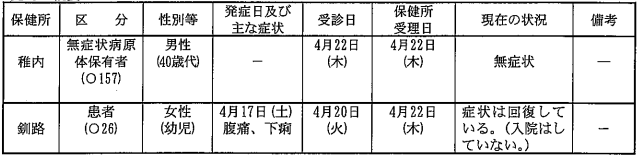 保健所 区　分 性別等 発症日及び主な症状 受診日 保健所受理日 現在の状況 備考
稚内 無症状病原体保有者(O157) 男性(40歳代) － 4月22日(木) 4月22日(木) 無症状 －
釧路 患者(O26) 女性(幼児) 4月17日(土)腹痛、下痢 4月20日(火) 4月22日(木) 症状は回復している。(入院はしていない。) －